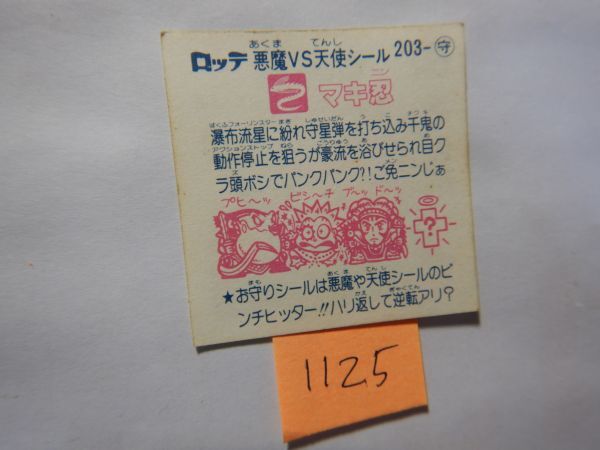 ロッテ 悪魔VS天使シール 203-守
マキ忍
瀑布流星に紛れ守星弾を打ち込み千鬼の
動作停止を狙うが豪流を浴びせられ目ク
ラ頭ボシでバンクバンク?!ご免ニンじぁ
プヒ〜ッ ビシ〜チ ブ〜ッド〜ッ
?
★お守りシールは悪魔や天使シールのピ
ンチヒッター!!ハリ返して逆転アリ?
1125